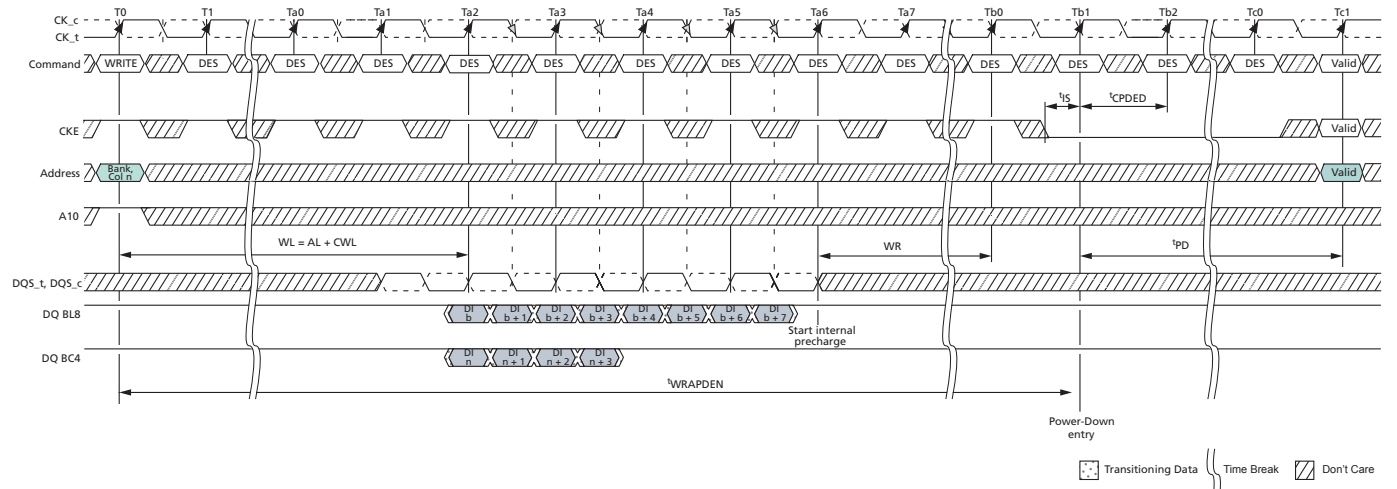 T0 T1 Ta0 Ta1 Ta2 Ta3 Ta4 Ta5 Ta6 Ta7 Tb0 Tb1 Tb2 Tc0 Tc1
CK_c
CK_t
Command WRITE DES DES DES DES DES DES DES DES DES DES DES DES DES Valid
tIS tCPDED
CKE Valid
Address Bank, Col n Valid
A10
WL = AL + CWL WR tPD
DQS_t, DQS_c
DQ BL8 DI b DI b + 1 DI b + 2 DI b + 3 DI b + 4 DI b + 5 DI b + 6 DI b + 7
Start internal
precharge
DQ BC4 DI n DI n + 1 DI n + 2 DI n + 3
tWRAPDEN
Power-Down
entry
Transitioning Data Time Break Don't Care